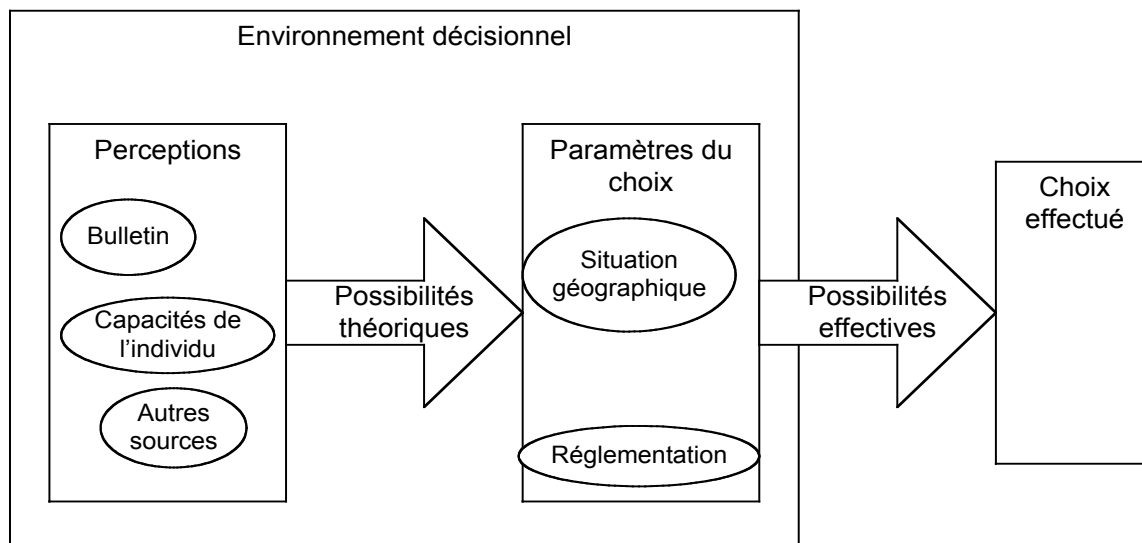 Environnement décisionnel
Perceptions
Bulletin
Capacités de
l'individu
Autres
sources
Possibilités
théoriques
Paramètres du
choix
Situation
géographique
Réglementation
Possibilités
effectives
Choix
effectué